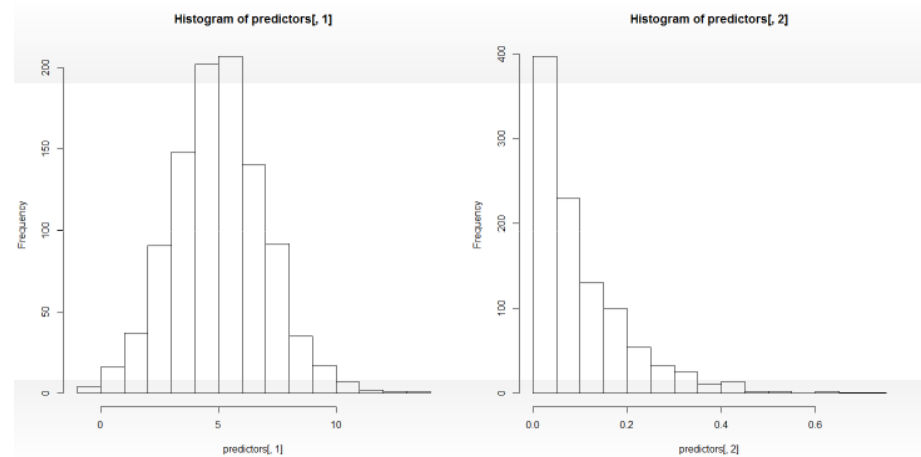 Histogram of predictors[, 1]
Frequency
200
150
100
50
0
0 5 10
predictors[, 1]
Histogram of predictors[, 2]
Frequency
400
300
200
100
0
0.0 0.2 0.4 0.6
predictors[, 2]